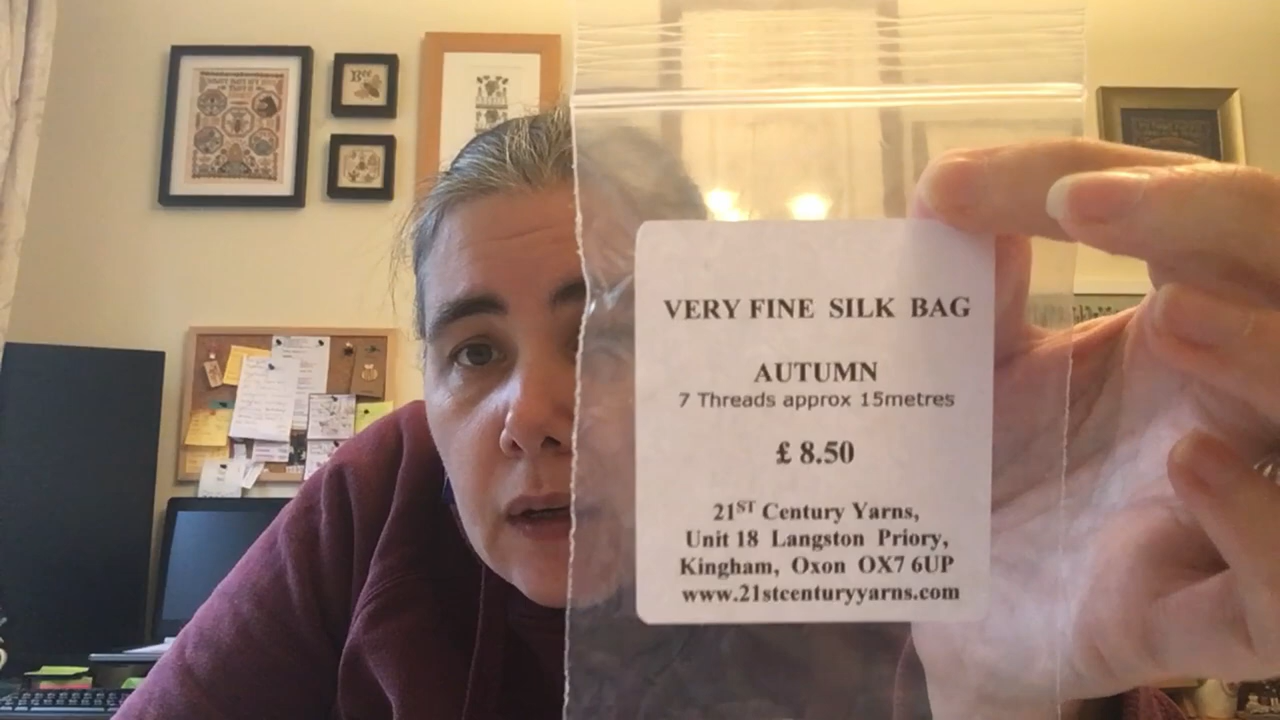 Bee
VERY FINE SILK BAG
AUTUMN
7 Threads approx 15metres
£ 8.50
21ST Century Yarns,
Unit 18 Langston Priory,
Kingham, Oxon OX7 6UP
www.21stcenturyyarns.com